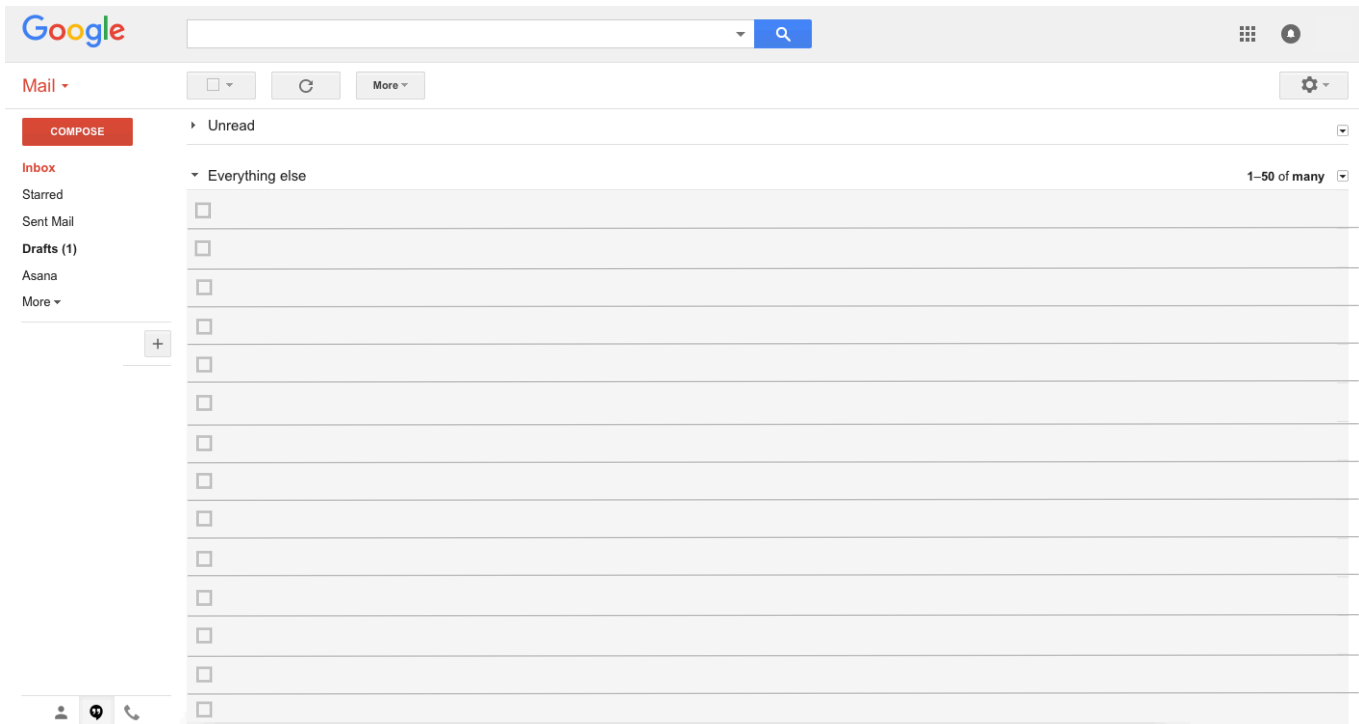 Google
Mail
More
COMPOSE
Unread
Inbox
Everything else
1–50 of many
Starred
Sent Mail
Drafts (1)
Asana
More
+